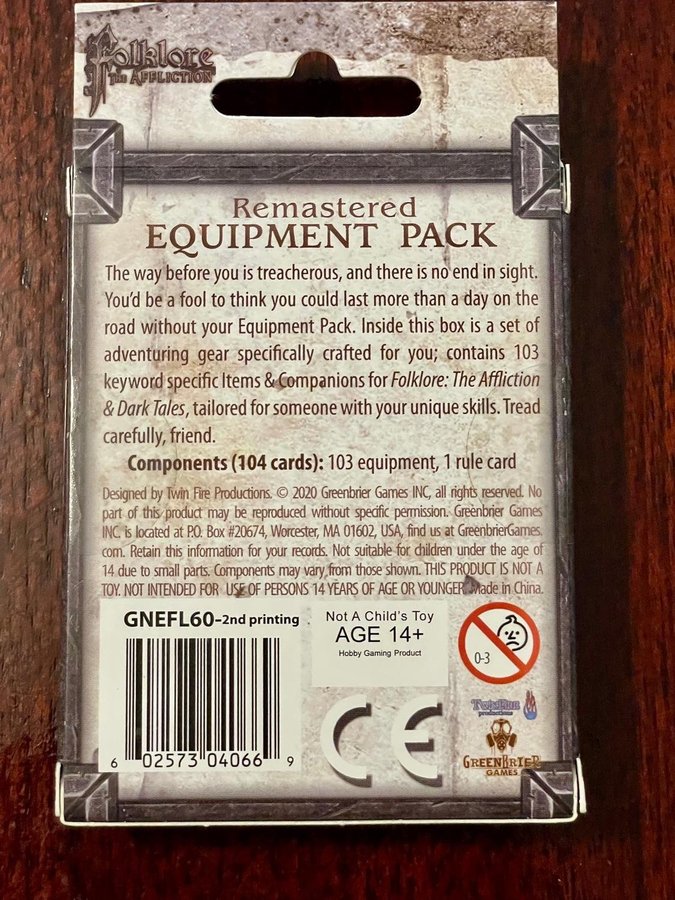 Folklore
The Affliction
Remastered
EQUIPMENT PACK
The way before you is treacherous, and there is no end in sight.
You'd be a fool to think you could last more than a day on the
road without your Equipment Pack. Inside this box is a set of
adventuring gear specifically crafted for you; contains 103
keyword specific Items & Companions for Folklore: The Affliction
& Dark Tales, tailored for someone with your unique skills. Tread
carefully, friend.
Components (104 cards): 103 equipment, 1 rule card
Designed by Twin Fire Productions. © 2020 Greenbrier Games INC, all rights reserved. No
part of this product may be reproduced without specific permission. Greenbrier Games
INC. is located at P.O. Box #20674, Worcester, MA 01602, USA, find us at GreenbrierGames.
com. Retain this information for your records. Not suitable for children under the age of
14 due to small parts. Components may vary from those shown. THIS PRODUCT IS NOT A
TOY. NOT INTENDED FOR USE OF PERSONS 14 YEARS OF AGE OR YOUNGER. Made in China.
GNEFL60-2nd printing
6 02573 04066 9
Not A Child's Toy
AGE 14+
Hobby Gaming Product
0-3
CE
TwinFire
productions
GreenBrier
GAMES